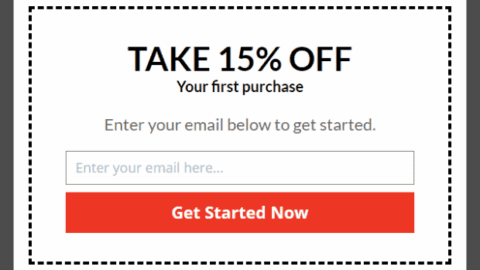 TAKE 15% OFF
Your first purchase
Enter your email below to get started.
Enter your email here...
Get Started Now